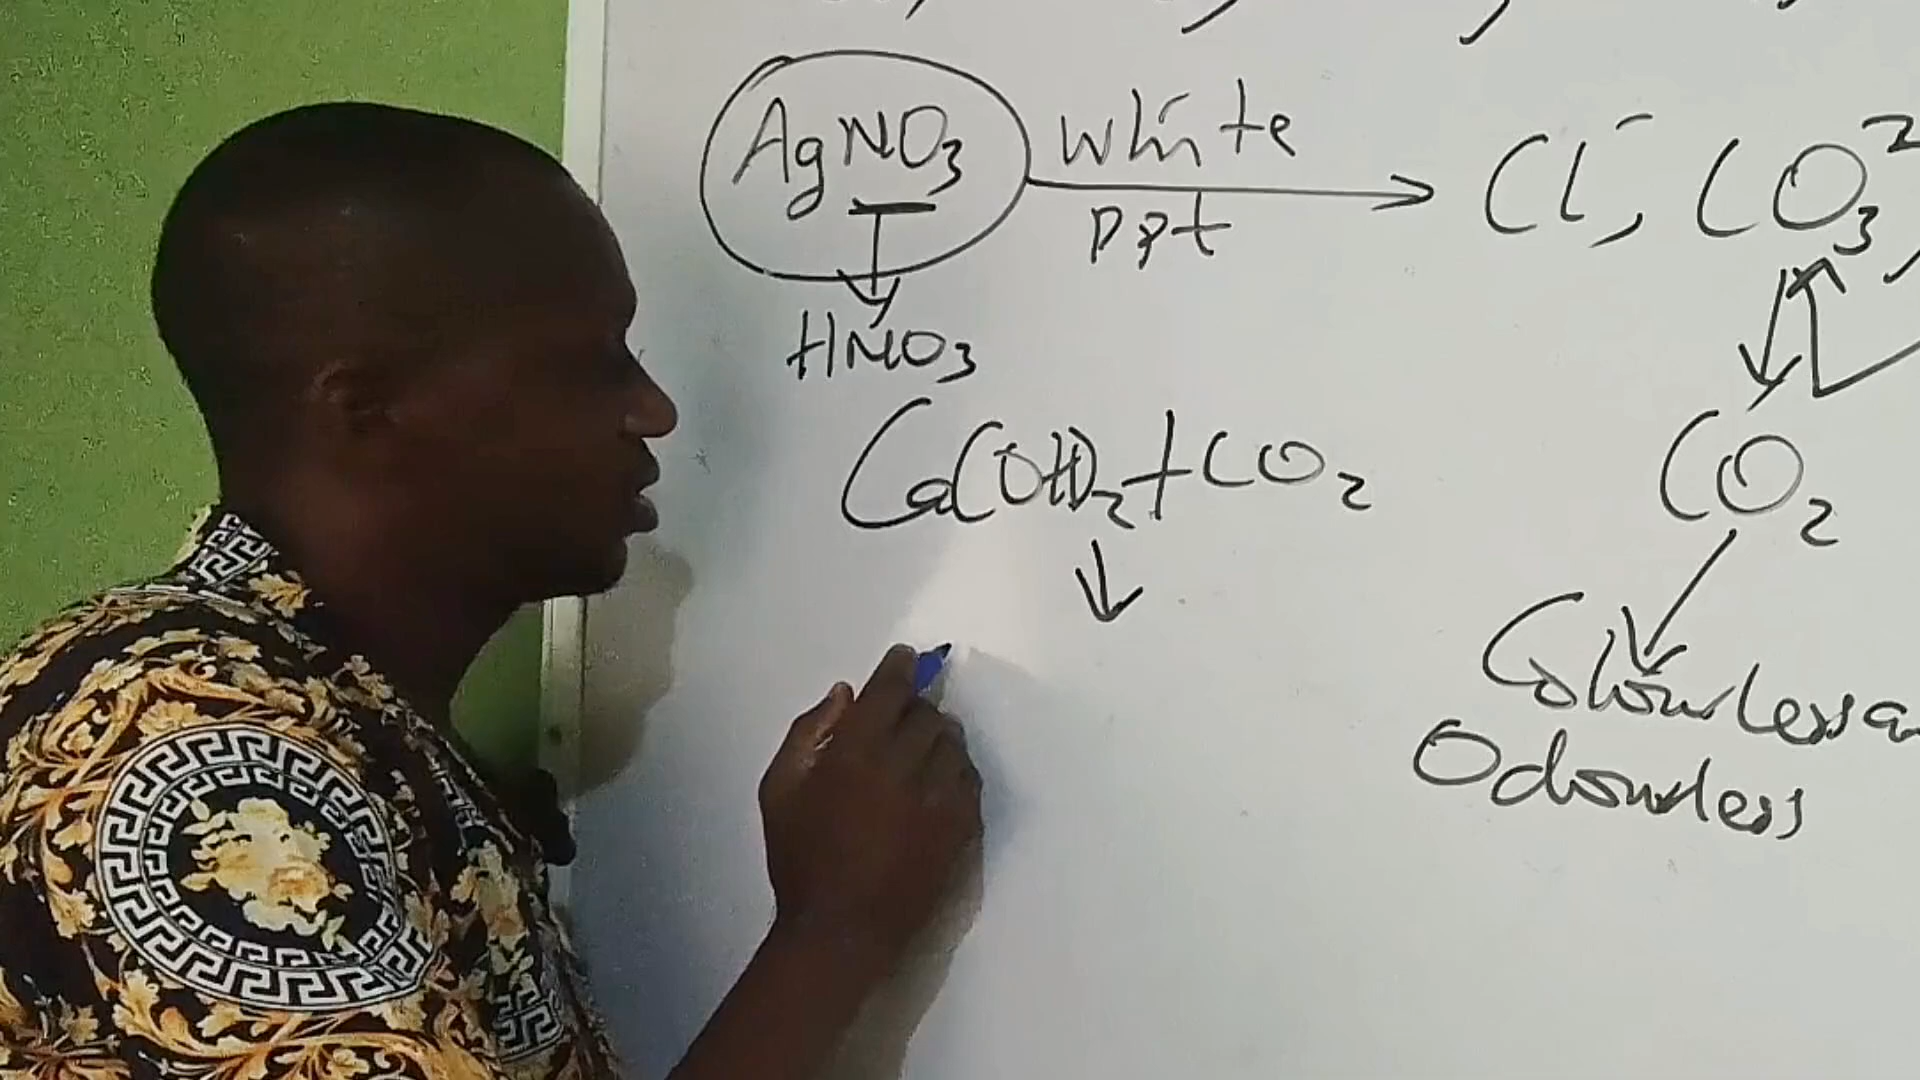 AgNO3 white ppt → Cl⁻, CO3²
HNO3
Ca(OH)2 + CO2
CO2
Colourless a
Odourless